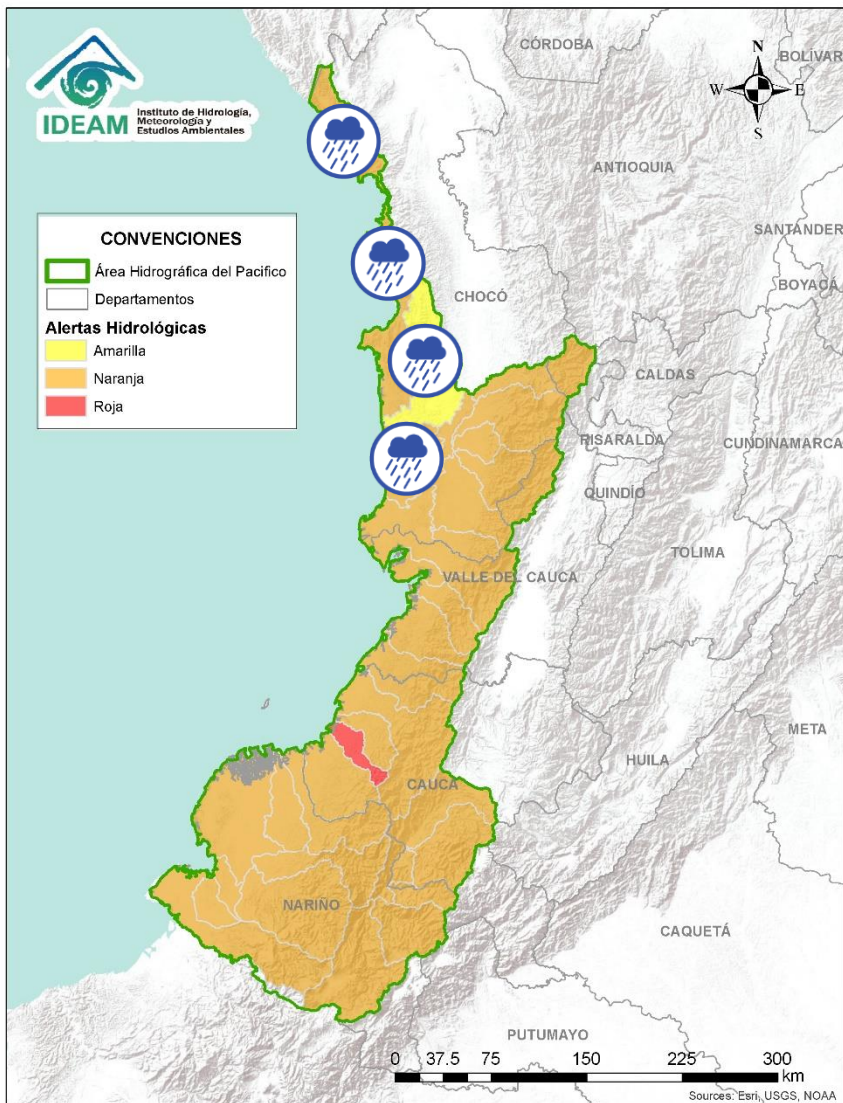 IDEAM
Instituto de Hidrología,
Meteorología y
Estudios Ambientales
CÓRDOBA
BOLÍVAR
N
W
E
S
ANTIOQUIA
SANTANDER
BOYACÁ
CONVENCIONES
Área Hidrográfica del Pacifico
Departamentos
Alertas Hidrológicas
Amarilla
Naranja
Roja
CHOCÓ
CALDAS
RISARALDA
CUNDINAMARCA
QUINDÍO
TOLIMA
VALLE DEL CAUCA
META
HUILA
CAUCA
NARIÑO
CAQUETÁ
PUTUMAYO
0 37.5 75 150 225 300
km
Sources: Esri, USGS, NOAA